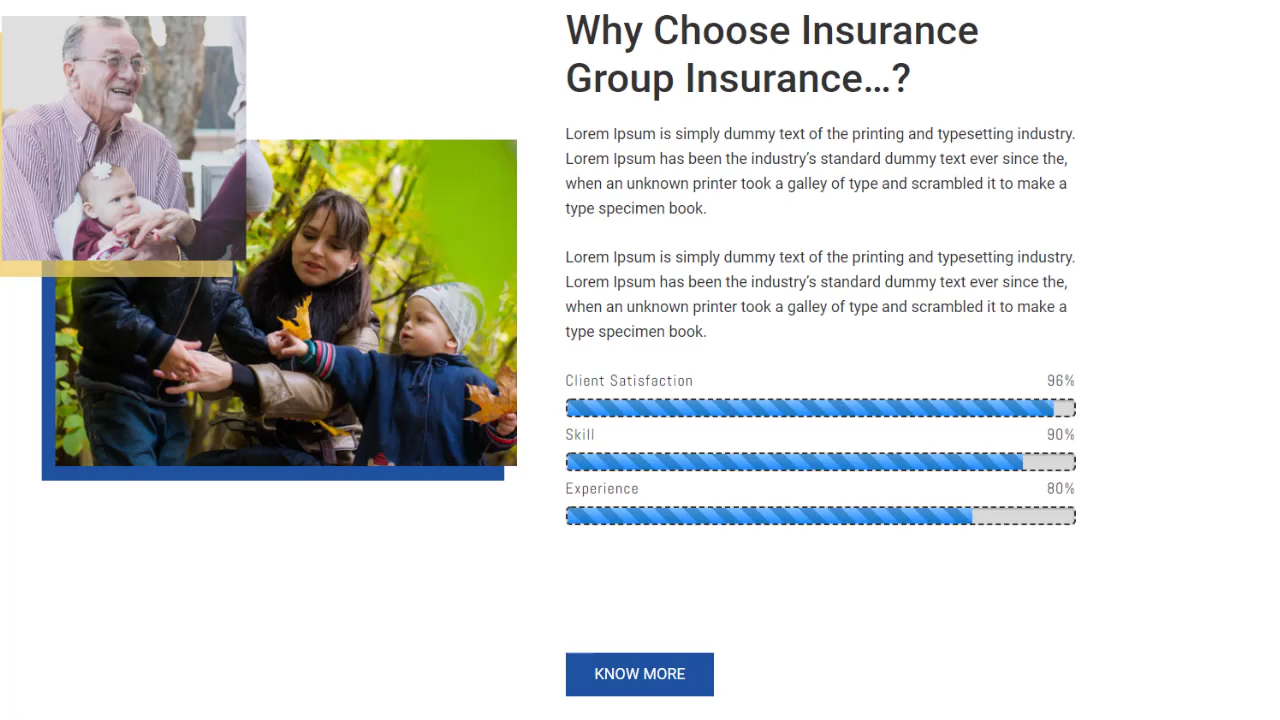 Why Choose Insurance
Group Insurance...?
Lorem Ipsum is simply dummy text of the printing and typesetting industry.
Lorem Ipsum has been the industry’s standard dummy text ever since the,
when an unknown printer took a galley of type and scrambled it to make a
type specimen book.
Lorem Ipsum is simply dummy text of the printing and typesetting industry.
Lorem Ipsum has been the industry’s standard dummy text ever since the,
when an unknown printer took a galley of type and scrambled it to make a
type specimen book.
Client Satisfaction 96%
Skill 90%
Experience 80%
KNOW MORE